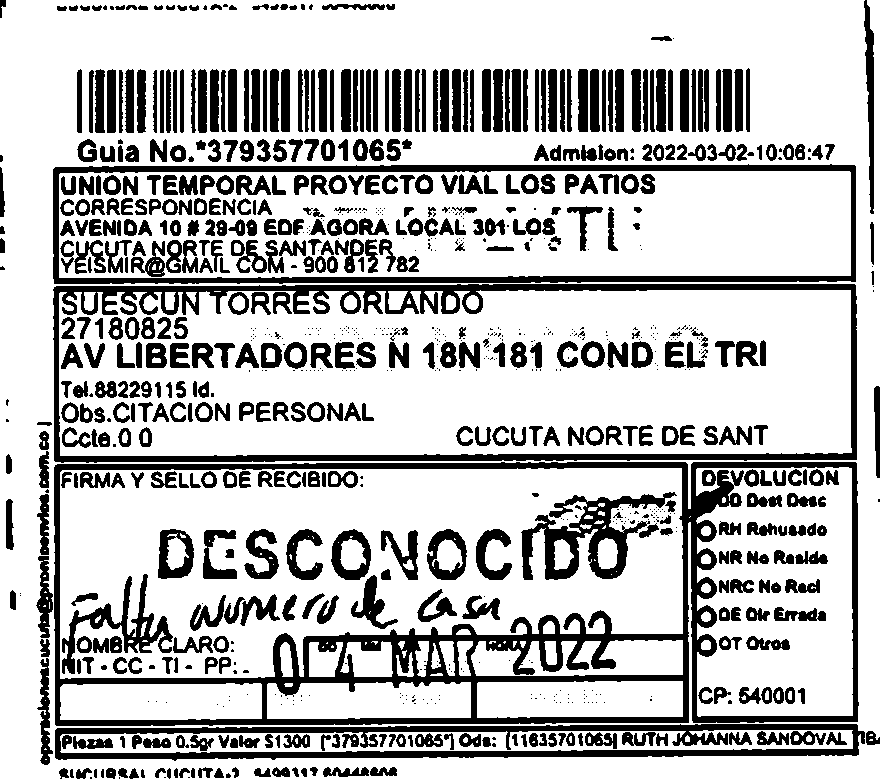 Guia No.*379357701065*
Admision: 2022-03-02-10:06:47
UNION TEMPORAL PROYECTO VIAL LOS PATIOS
CORRESPONDENCIA
AVENIDA 10 # 29-09 EDF AGORA LOCAL 301 LOS
CUCUTA NORTE DE SANTANDER
YEISMIR@GMAIL COM - 900 812 782
SUESCUN TORRES ORLANDO
27180825
AV LIBERTADORES N 18N 181 COND EL TRI
Tel.88229115 Id.
Obs.CITACION PERSONAL
Ccte.0 0
CUCUTA NORTE DE SANT
FIRMA Y SELLO DE RECIBIDO:
DESCONOCIDO
Falta Numero de casa
NOMBRE CLARO:
NIT - CC - TI - PP:
04 MAR 2022
DEVOLUCION
DD Dest Desc
RH Rehusado
NR No Reside
NRC No Recl
DE Dir Errada
OT Otros
CP: 540001
operacionescucuta@prontoenvios.com.co |
Piezas 1 Peso 0.5gr Valor $1300 [*379357701065*] Ods: [11635701065] RUTH JOHANNA SANDOVAL
SUCURSAL CUCUTA-2